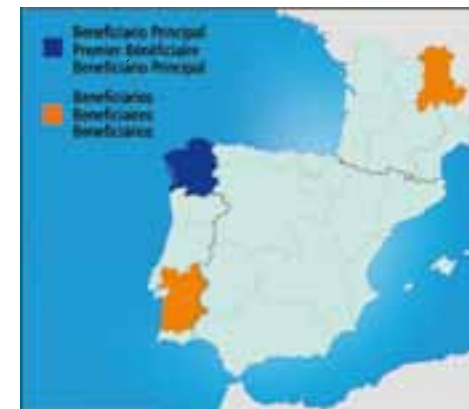 Beneficiario Principal
Premier Bénéficiaire
Beneficiário Principal
Beneficiarios
Bénéficiaires
Beneficiários